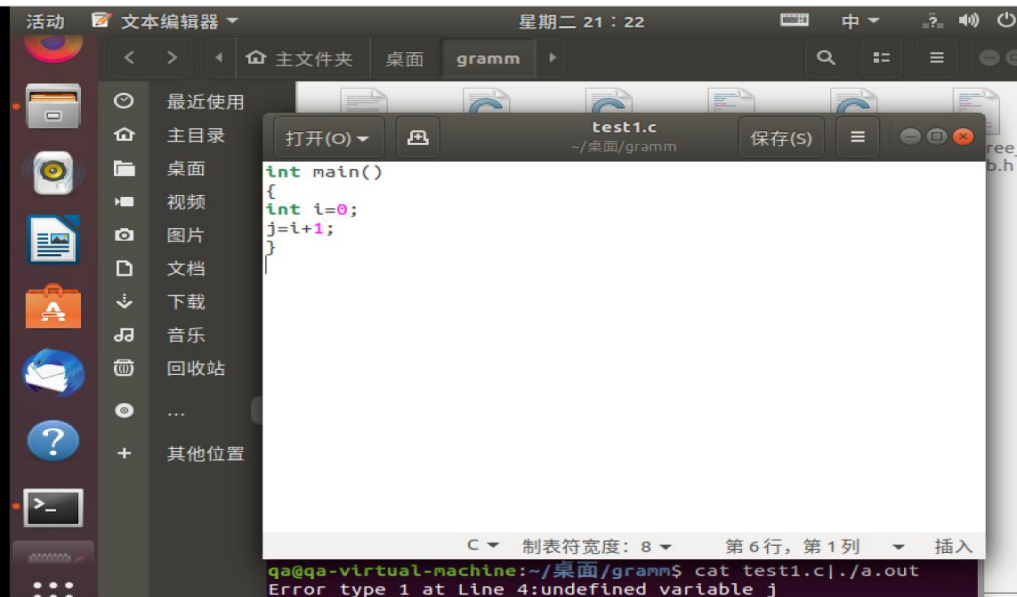 活动 文本编辑器 星期二 21：22 中
主文件夹 桌面 gramm
最近使用
主目录
桌面
视频
图片
文档
下载
音乐
回收站
...
+ 其他位置
打开(O) test1.c 保存(S)
~/桌面/gramm
int main()
{
int i=0;
j=i+1;
}
C 制表符宽度：8 第 6 行，第 1 列 插入
b.h
qa@qa-virtual-machine:~/桌面/gramm$ cat test1.c|./a.out
Error type 1 at Line 4:undefined variable j